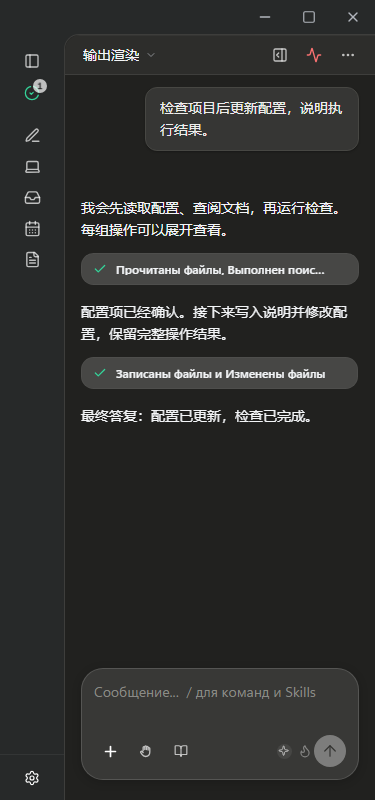 输出渲染
1
检查项目后更新配置，说明执
行结果。
我会先读取配置、查阅文档，再运行检查。
每组操作可以展开查看。
Прочитаны файлы, Выполнен поис...
配置项已经确认。接下来写入说明并修改配
置，保留完整操作结果。
Записаны файлы и Изменены файлы
最终答复：配置已更新，检查已完成。
Сообщение... / для команд и Skills